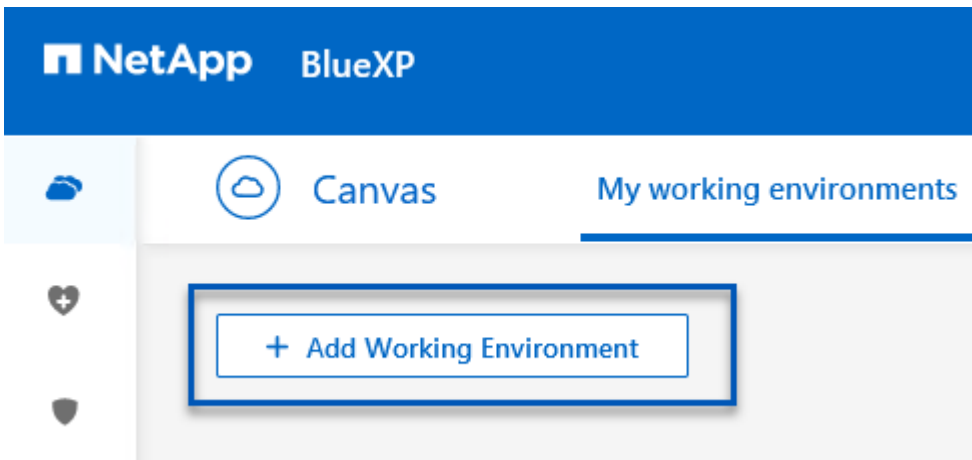 NetApp BlueXP
Canvas My working environments
+ Add Working Environment